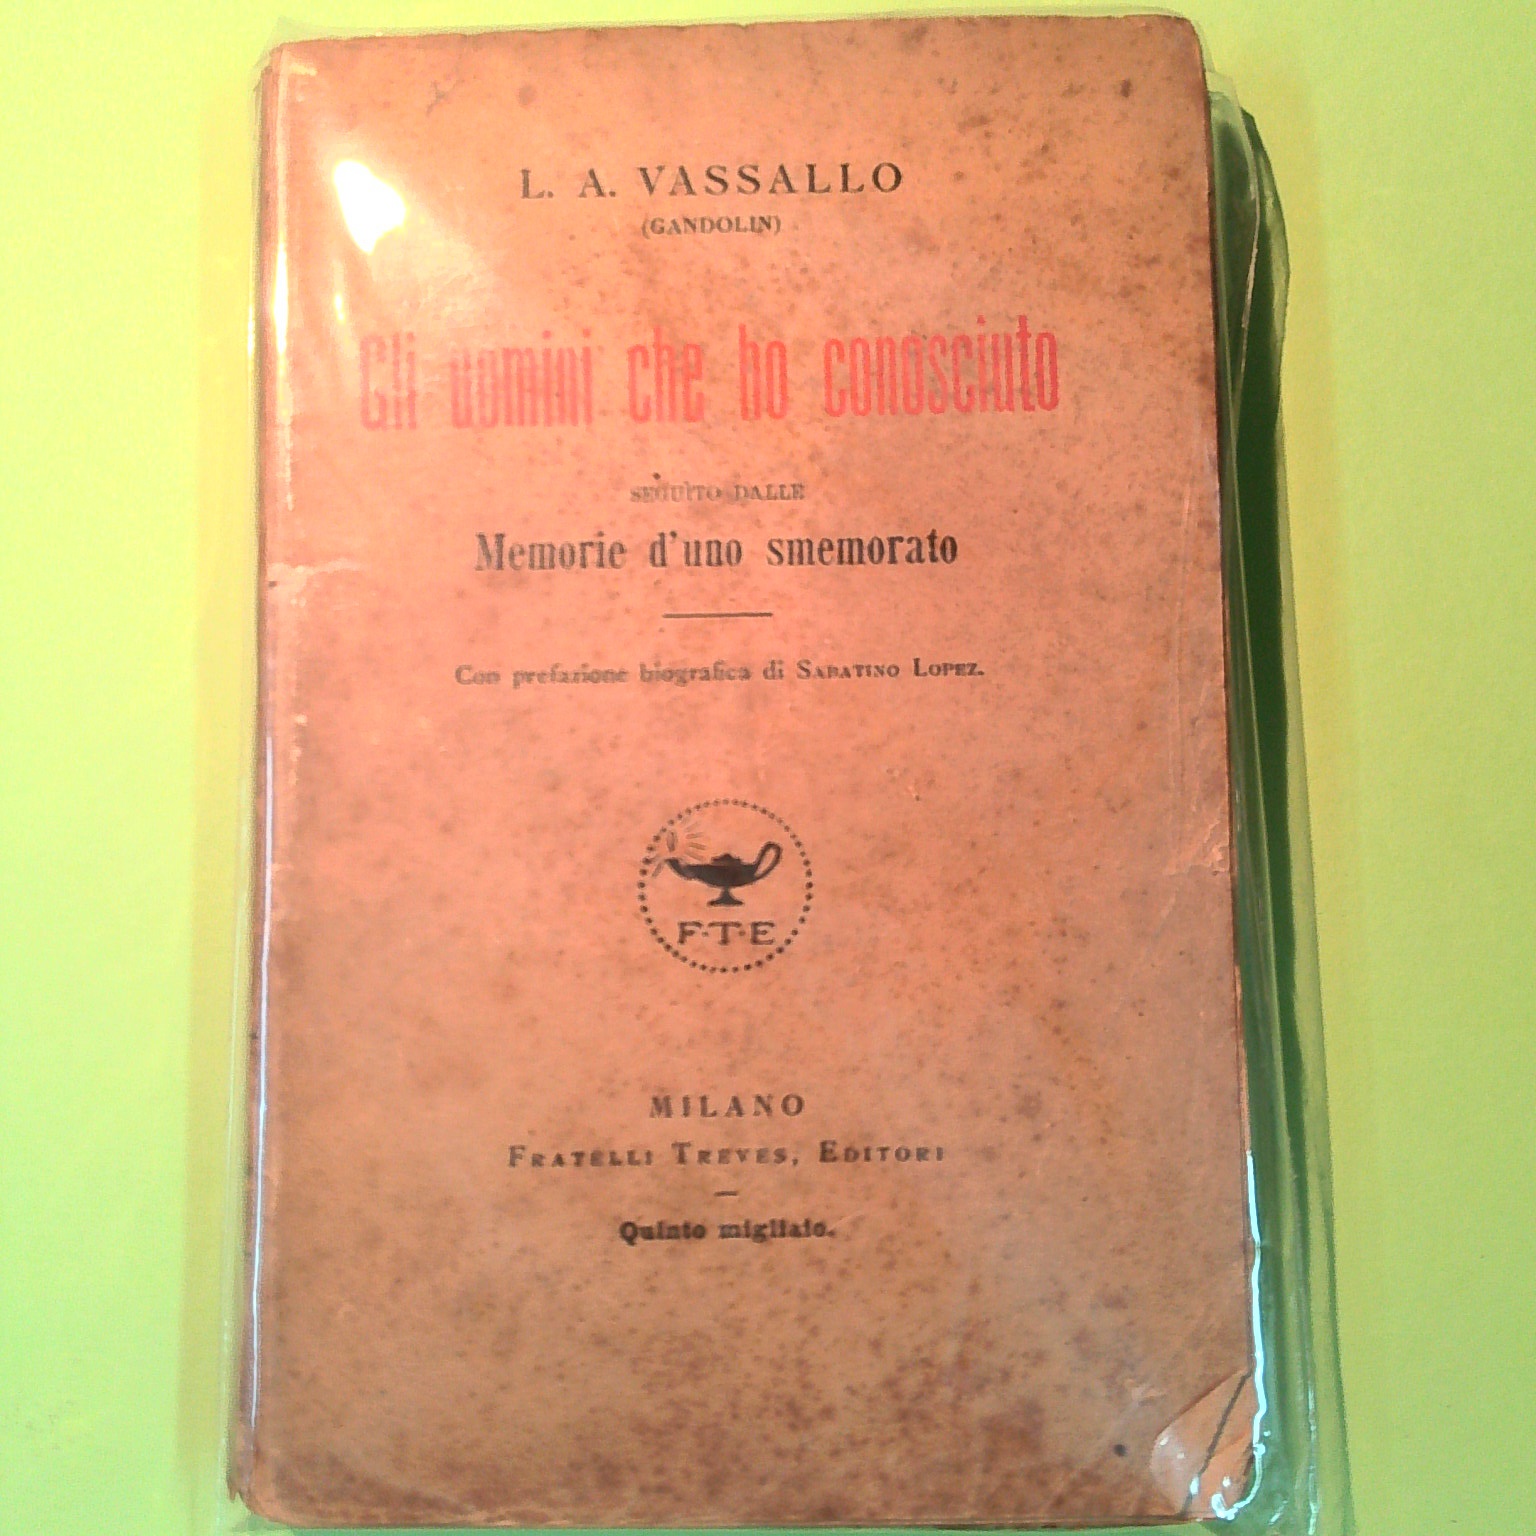 L. A. VASSALLO
(GANDOLIN)
Gli uomini che ho conosciuto
SEGUITO DALLE
Memorie d'uno smemorato
Con prefazione biografica di SABATINO LOPEZ.
F·T·E
MILANO
FRATELLI TREVES, EDITORI
Quinto migliaio.